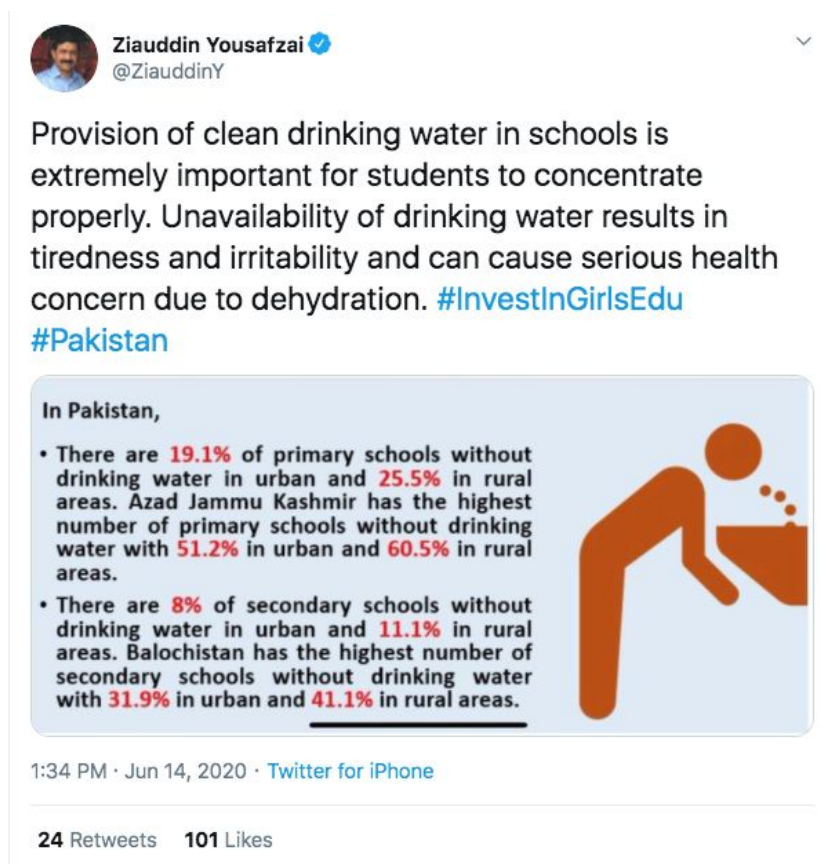 Ziauddin Yousafzai
@ZiauddinY
Provision of clean drinking water in schools is
extremely important for students to concentrate
properly. Unavailability of drinking water results in
tiredness and irritability and can cause serious health
concern due to dehydration. #InvestInGirlsEdu
#Pakistan
In Pakistan,
• There are 19.1% of primary schools without
drinking water in urban and 25.5% in rural
areas. Azad Jammu Kashmir has the highest
number of primary schools without drinking
water with 51.2% in urban and 60.5% in rural
areas.
• There are 8% of secondary schools without
drinking water in urban and 11.1% in rural
areas. Balochistan has the highest number of
secondary schools without drinking water
with 31.9% in urban and 41.1% in rural areas.
1:34 PM · Jun 14, 2020 · Twitter for iPhone
24 Retweets 101 Likes